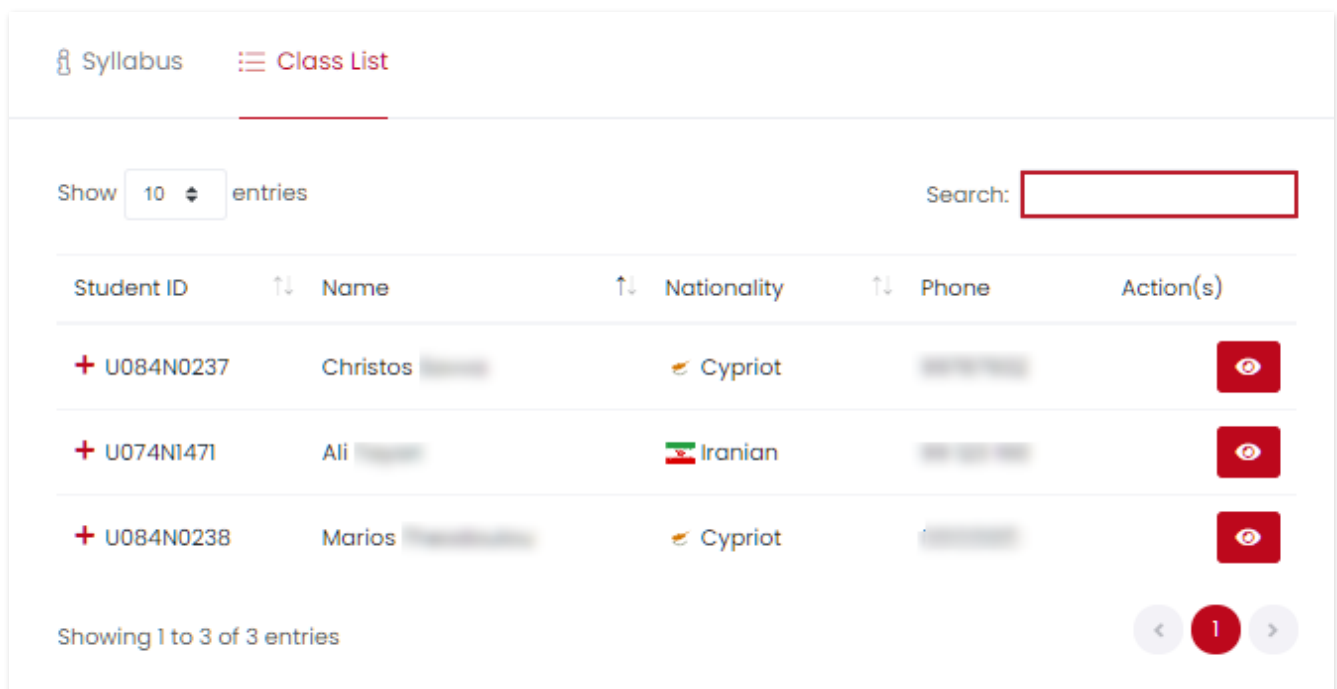 Syllabus Class List
Show 10 entries Search:
Student ID Name Nationality Phone Action(s)
U084N0237 Christos Cypriot
U074N1471 Ali Iranian
U084N0238 Marios Cypriot
Showing 1 to 3 of 3 entries 1